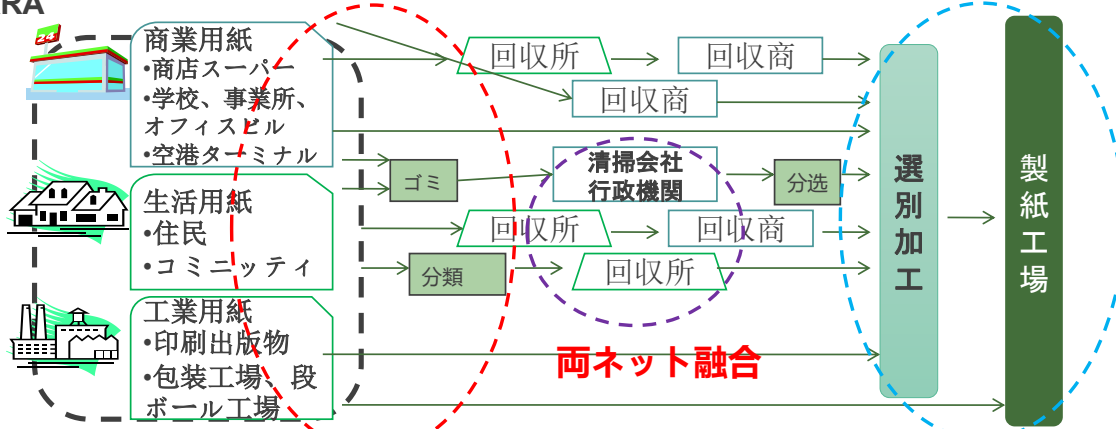 RA
24
商業用紙
•商店スーパー
•学校、事業所、
オフィスビル
•空港ターミナル
生活用紙
•住民
•コミニッティ
工業用紙
•印刷出版物
•包装工場、段
ボール工場
回収所
回収商
回収商
ゴミ
清掃会社
行政機関
分选
回収所
回収商
分類
回収所
両ネット融合
選別加工
製紙工場